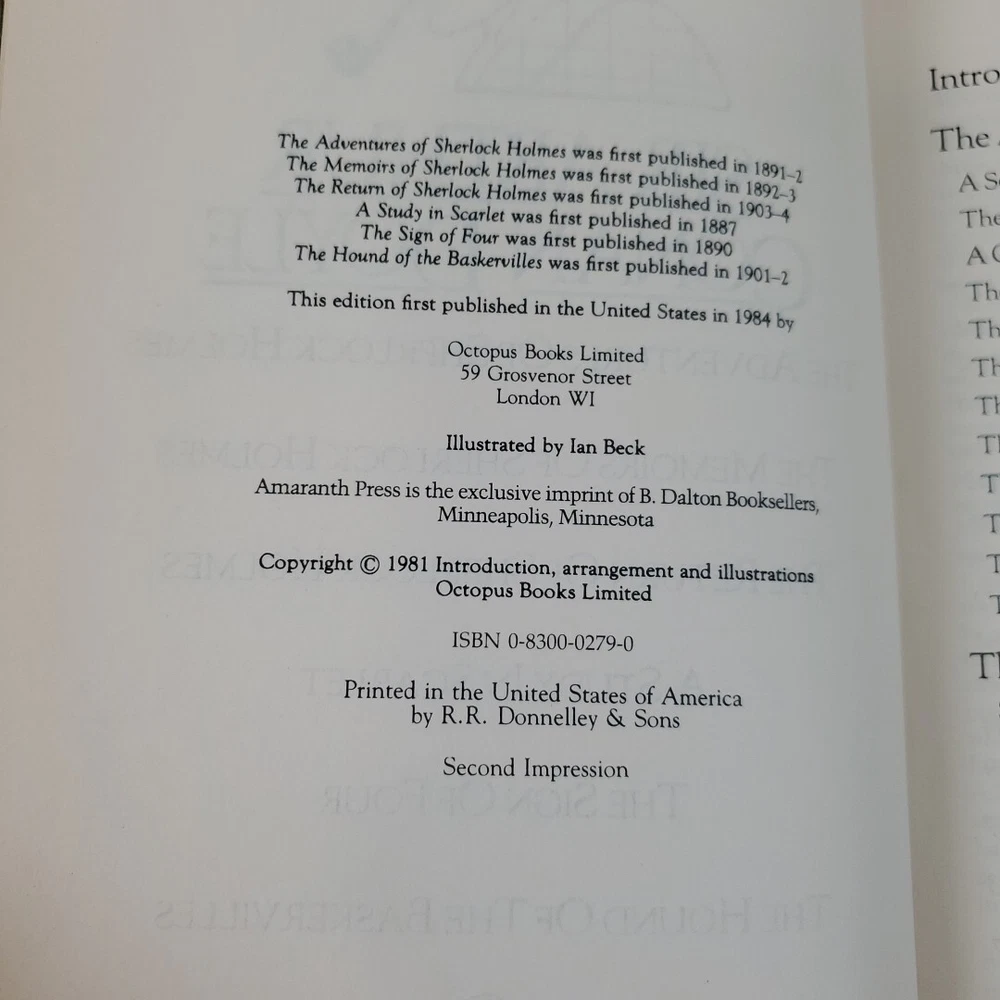 The Adventures of Sherlock Holmes was first published in 1891-2
The Memoirs of Sherlock Holmes was first published in 1892-3
The Return of Sherlock Holmes was first published in 1903-4
A Study in Scarlet was first published in 1887
The Sign of Four was first published in 1890
The Hound of the Baskervilles was first published in 1901-2
This edition first published in the United States in 1984 by
Octopus Books Limited
59 Grosvenor Street
London WI
Illustrated by Ian Beck
Amaranth Press is the exclusive imprint of B. Dalton Booksellers,
Minneapolis, Minnesota
Copyright © 1981 Introduction, arrangement and illustrations
Octopus Books Limited
ISBN 0-8300-0279-0
Printed in the United States of America
by R.R. Donnelley & Sons
Second Impression
The
A
The
A